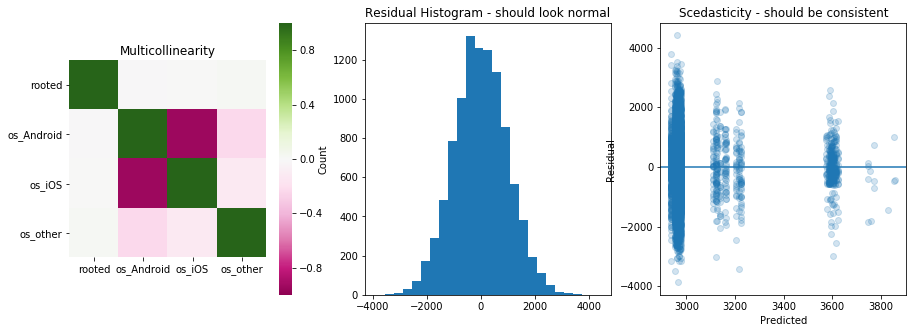 Multicollinearity
rooted
os_Android
os_iOS
os_other
rooted os_Android os_iOS os_other
0.8
0.4
0.0
−0.4
−0.8
Residual Histogram - should look normal
Count
1200
1000
800
600
400
200
0
−4000 −2000 0 2000 4000
Scedasticity - should be consistent
Residual
4000
2000
0
−2000
−4000
3000 3200 3400 3600 3800
Predicted